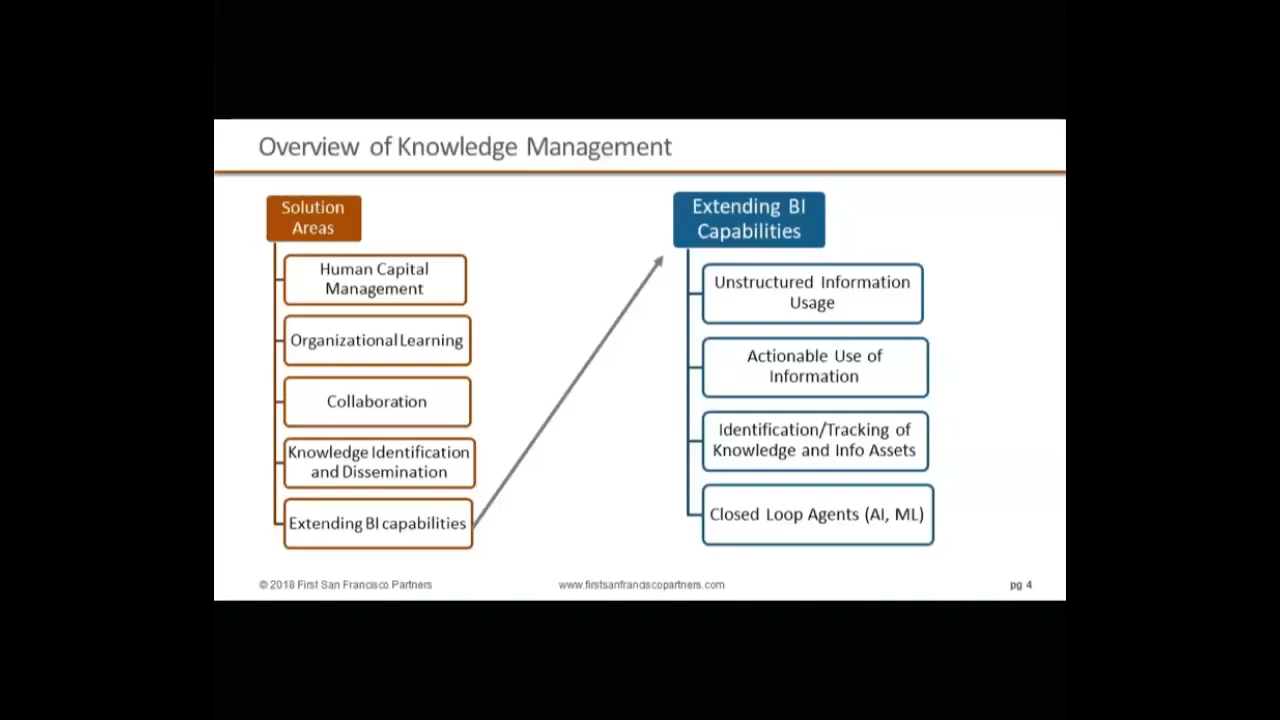 Overview of Knowledge Management
Solution
Areas
Human Capital
Management
Organizational Learning
Collaboration
Knowledge Identification
and Dissemination
Extending BI capabilities
Extending BI
Capabilities
Unstructured Information
Usage
Actionable Use of
Information
Identification/Tracking of
Knowledge and Info Assets
Closed Loop Agents (AI, ML)
© 2018 First San Francisco Partners
www.firstsanfranciscopartners.com
pg 4